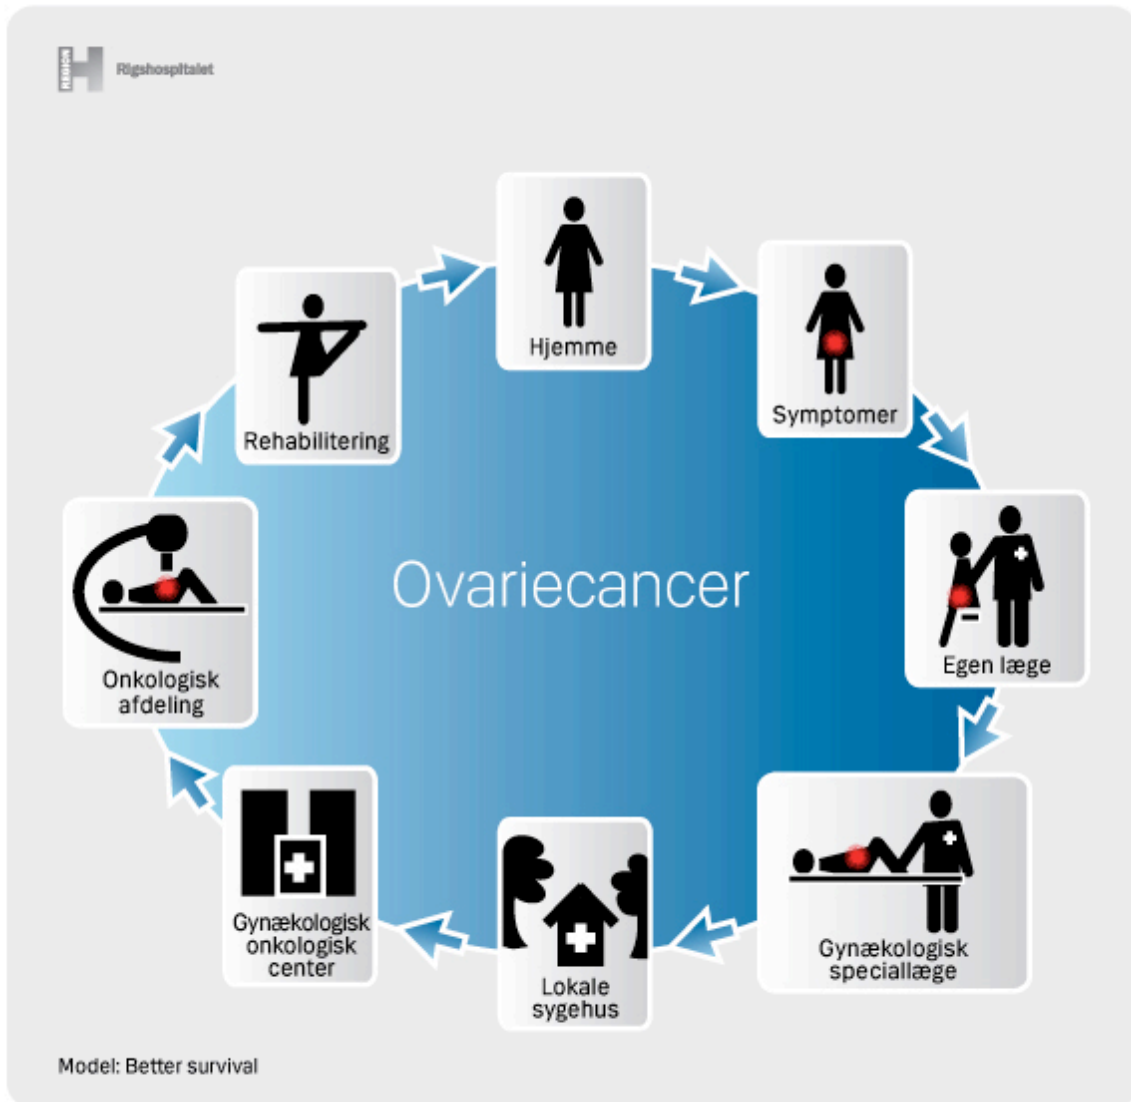 REGION
Rigshospitalet
Hjemme
Symptomer
Egen læge
Gynækologisk
speciallæge
Lokale
sygehus
Gynækologisk
onkologisk
center
Onkologisk
afdeling
Rehabilitering
Ovariecancer
Model: Better survival